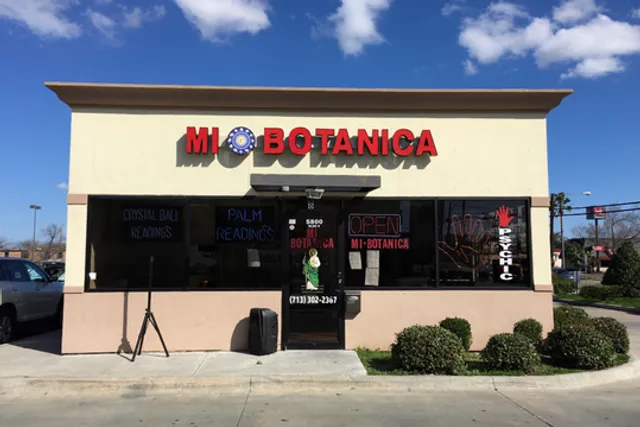 MI BOTANICA
CRYSTAL BALL
READINGS
PALM
READINGS
5800
MI
BOTANICA
(713) 302-2367
OPEN
MI-BOTANICA
PSYCHIC